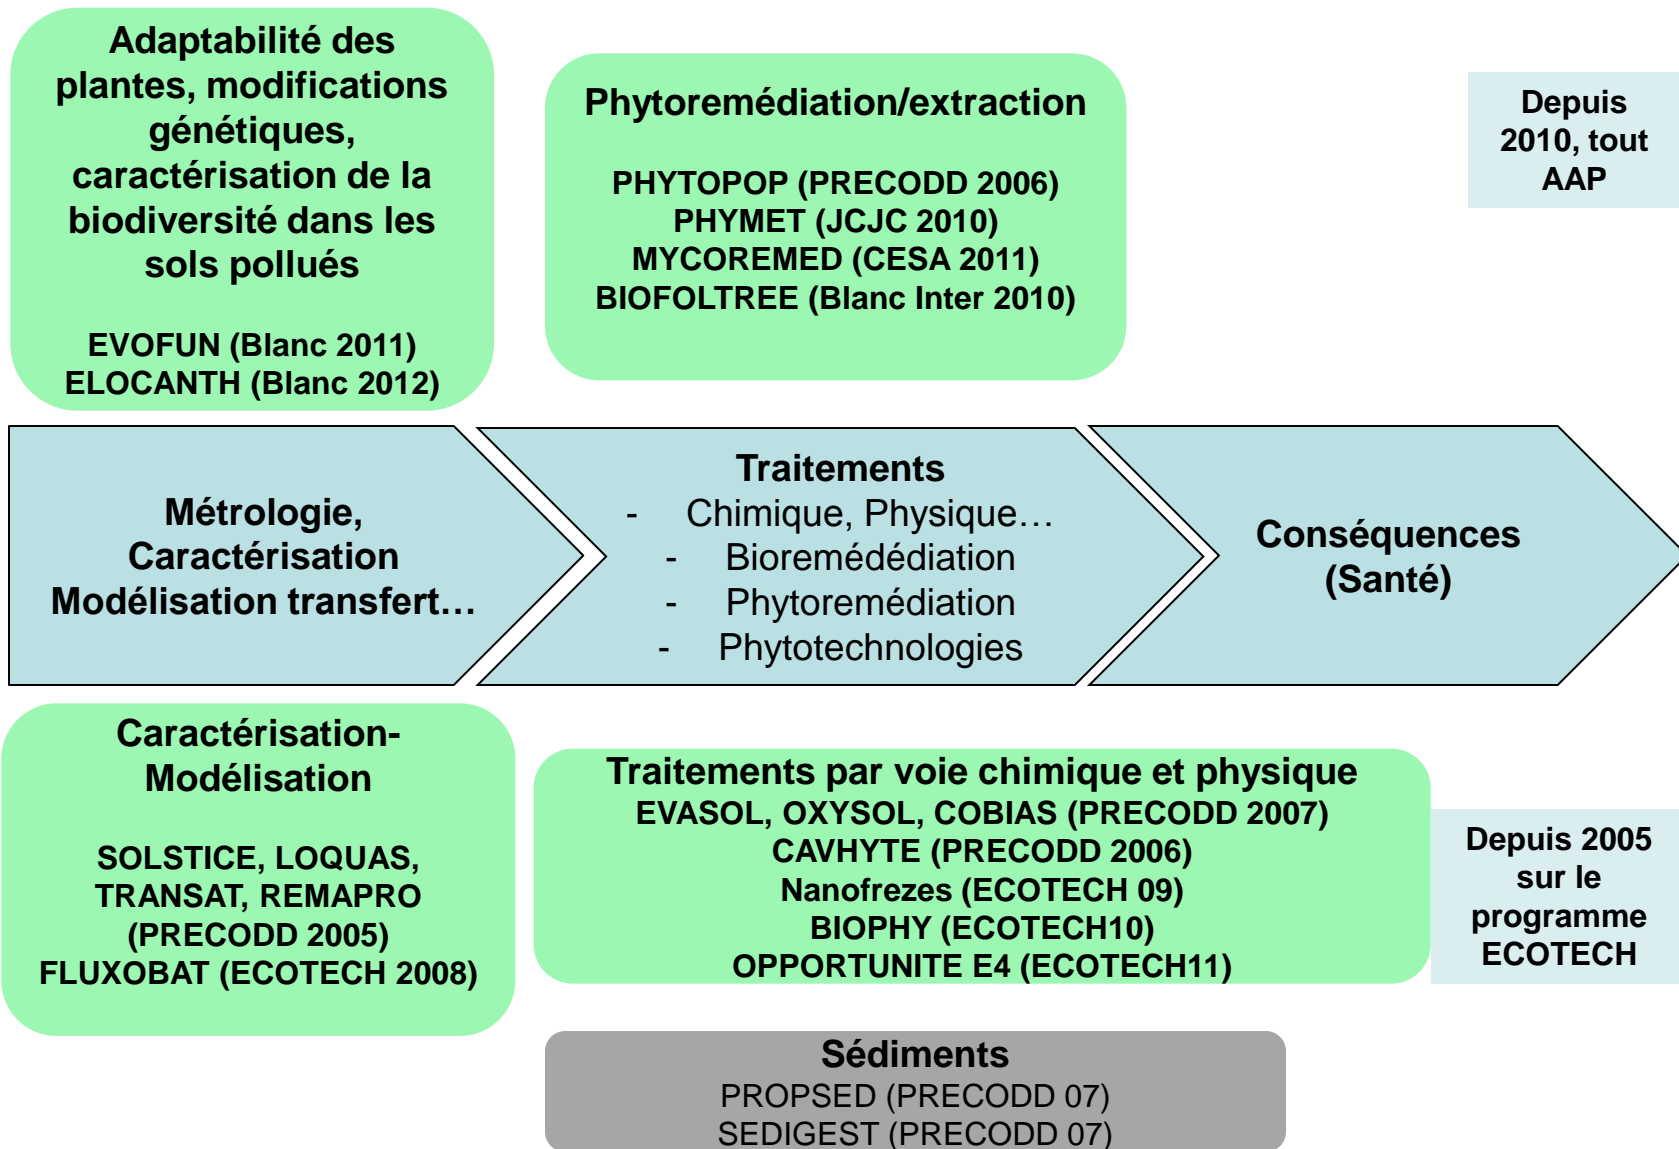 Adaptabilité des
plantes, modifications
génétiques,
caractérisation de la
biodiversité dans les
sols pollués
EVOFUN (Blanc 2011)
ELOCANTH (Blanc 2012)
Phytoremédiation/extraction
PHYTOPOP (PRECODD 2006)
PHYMET (JCJC 2010)
MYCOREMED (CESA 2011)
BIOFOLTREE (Blanc Inter 2010)
Depuis
2010, tout
AAP
Métrologie,
Caractérisation
Modélisation transfert…
Traitements
- Chimique, Physique…
- Bioremédédiation
- Phytoremédiation
- Phytotechnologies
Conséquences
(Santé)
Caractérisation-
Modélisation
SOLSTICE, LOQUAS,
TRANSAT, REMAPRO
(PRECODD 2005)
FLUXOBAT (ECOTECH 2008)
Traitements par voie chimique et physique
EVASOL, OXYSOL, COBIAS (PRECODD 2007)
CAVHYTE (PRECODD 2006)
Nanofrezes (ECOTECH 09)
BIOPHY (ECOTECH10)
OPPORTUNITE E4 (ECOTECH11)
Depuis 2005
sur le
programme
ECOTECH
Sédiments
PROPSED (PRECODD 07)
SEDIGEST (PRECODD 07)